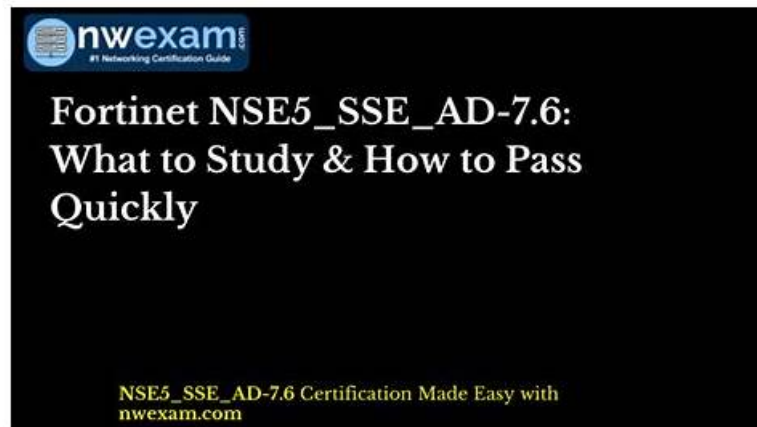 nwexam.com
#1 Networking Certification Guide
Fortinet NSE5_SSE_AD-7.6:
What to Study & How to Pass
Quickly
NSE5_SSE_AD-7.6 Certification Made Easy with
nwexam.com